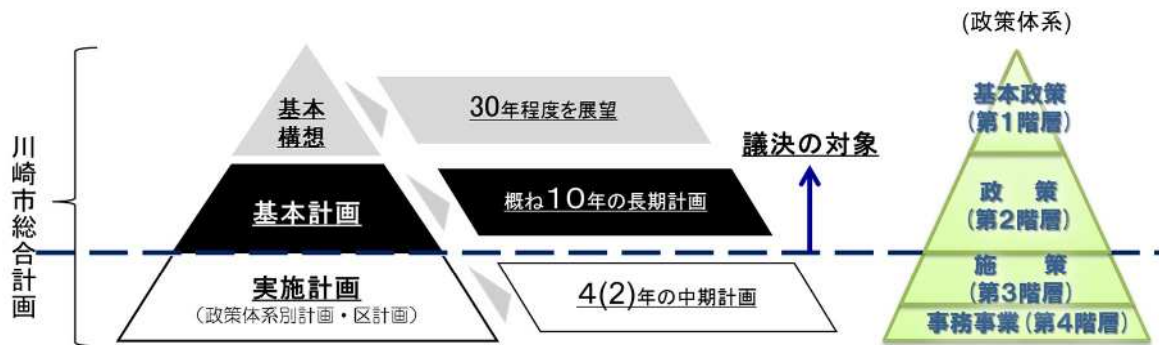 川崎市総合計画
基本
構想
30年程度を展望
基本計画
概ね10年の長期計画
実施計画
(政策体系別計画・区計画)
4(2)年の中期計画
議決の対象
(政策体系)
基本政策
(第1階層)
政　策
(第2階層)
施　策
(第3階層)
事務事業(第4階層)